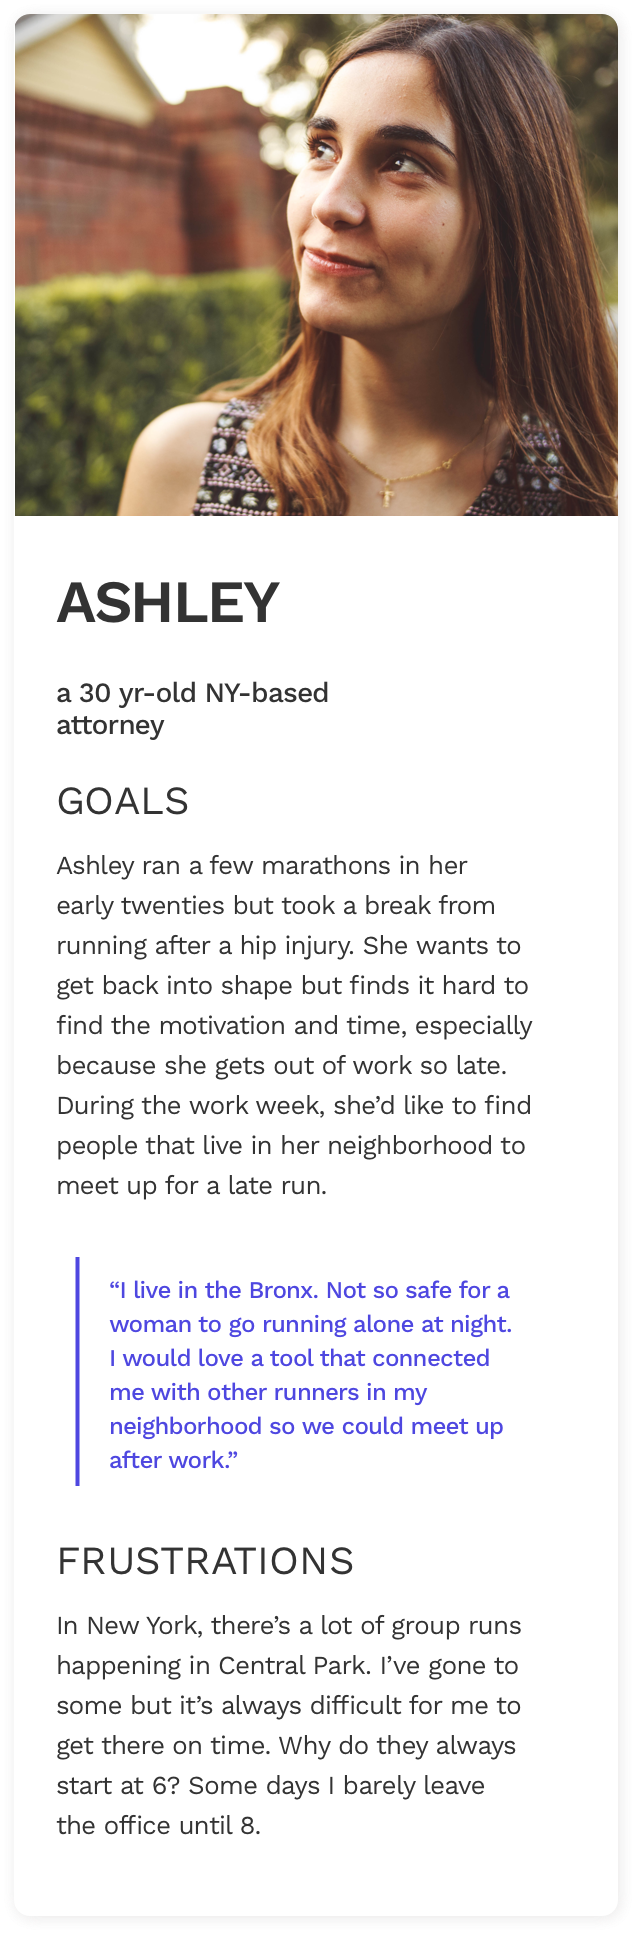 ASHLEY
a 30 yr-old NY-based
attorney
GOALS
Ashley ran a few marathons in her
early twenties but took a break from
running after a hip injury. She wants to
get back into shape but finds it hard to
find the motivation and time, especially
because she gets out of work so late.
During the work week, she’d like to find
people that live in her neighborhood to
meet up for a late run.
“I live in the Bronx. Not so safe for a
woman to go running alone at night.
I would love a tool that connected
me with other runners in my
neighborhood so we could meet up
after work.”
FRUSTRATIONS
In New York, there’s a lot of group runs
happening in Central Park. I’ve gone to
some but it’s always difficult for me to
get there on time. Why do they always
start at 6? Some days I barely leave
the office until 8.